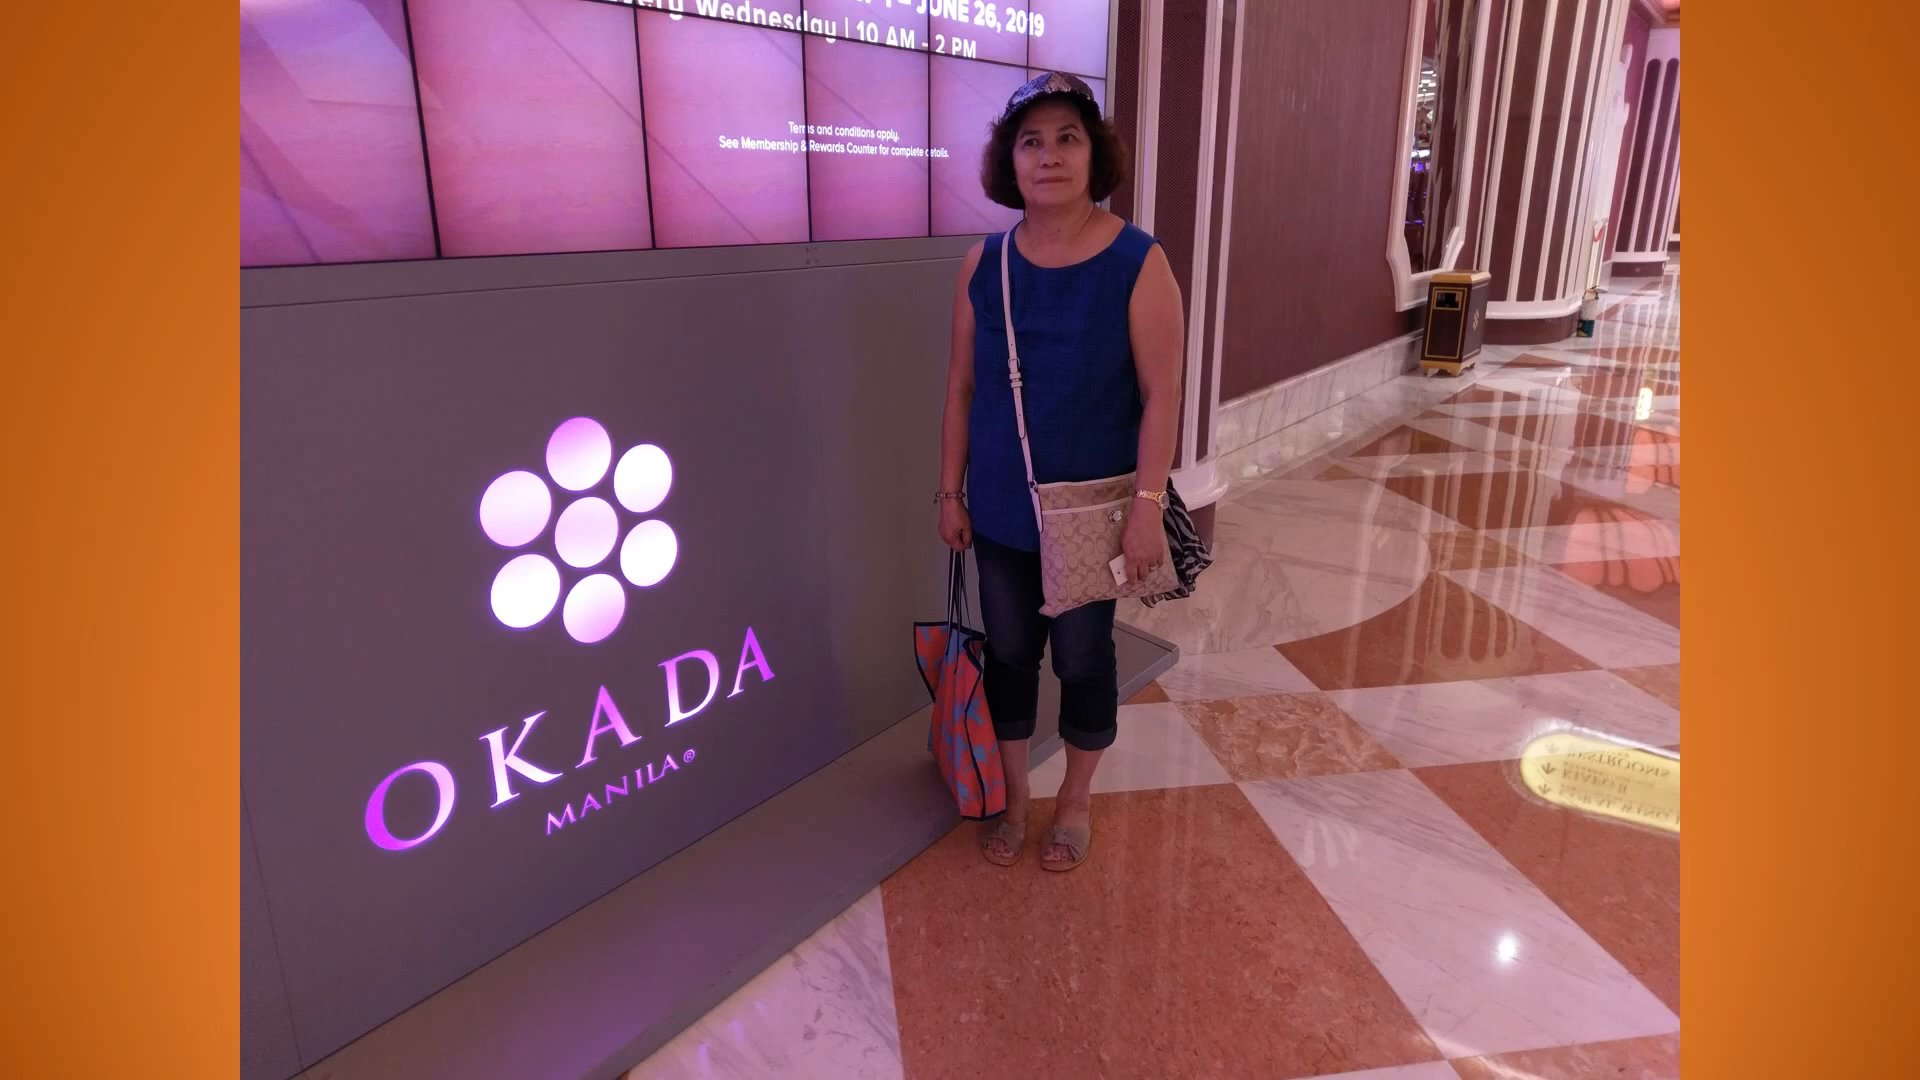 JUNE 26, 2019
Every Wednesday | 10 AM - 2 PM
Terms and conditions apply.
See Membership & Rewards Counter for complete details.
OKADA
MANILA®
RESTROOMS